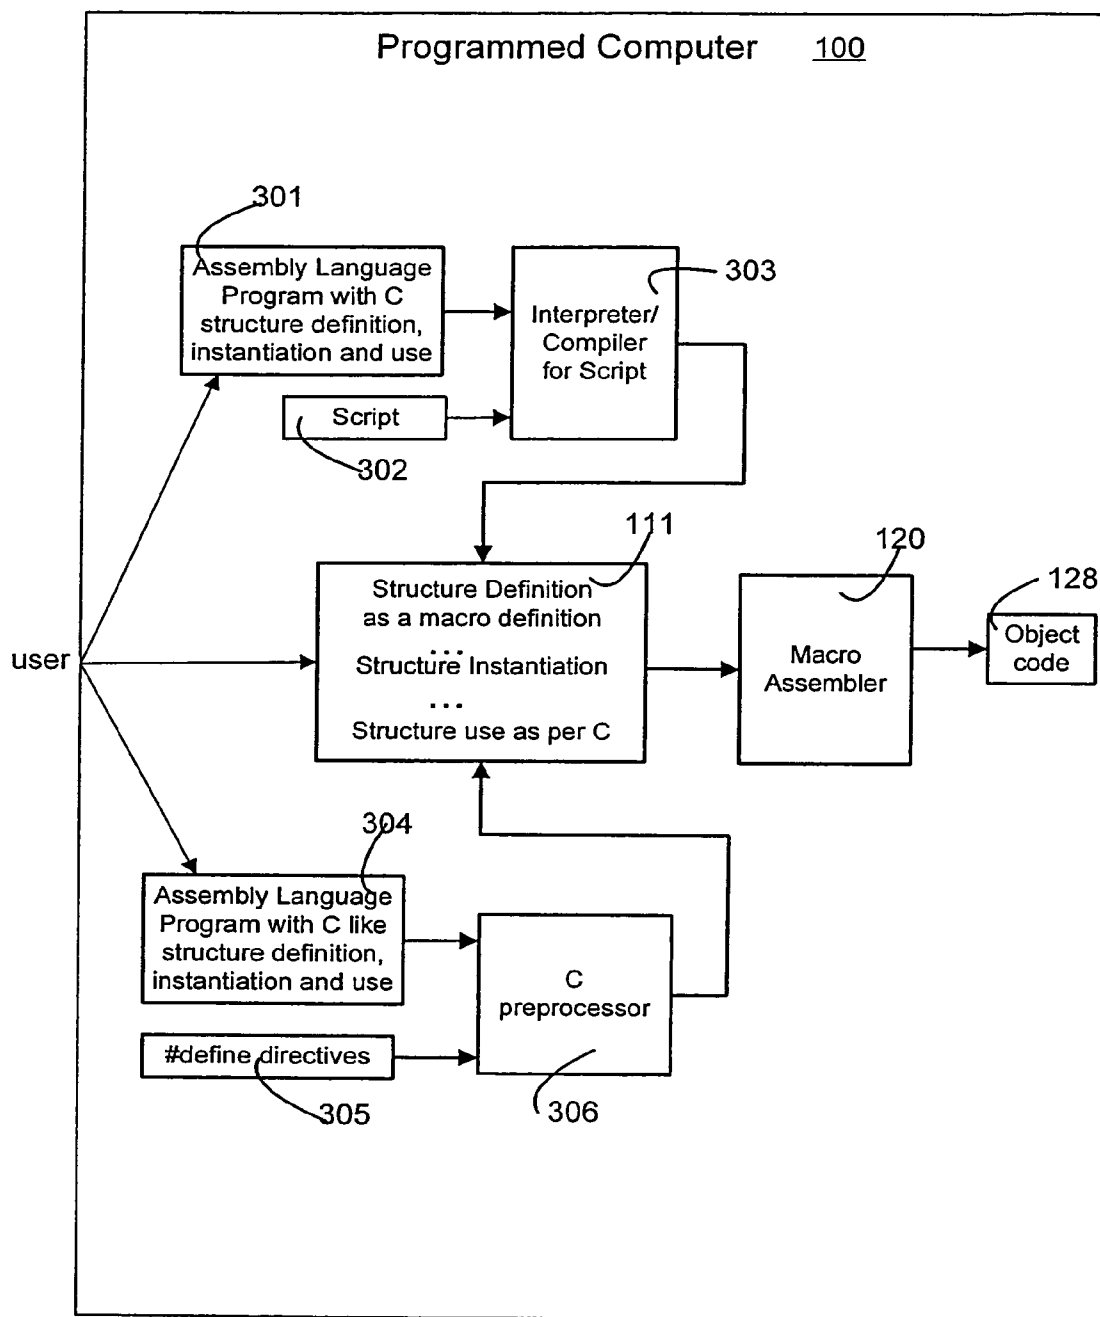 Programmed Computer 100
301
Assembly Language
Program with C
structure definition,
instantiation and use
303
Interpreter/
Compiler
for Script
Script
302
111
Structure Definition
as a macro definition
...
Structure Instantiation
...
Structure use as per C
120
Macro
Assembler
128
Object
code
user
304
Assembly Language
Program with C like
structure definition,
instantiation and use
C
preprocessor
#define directives
305
306